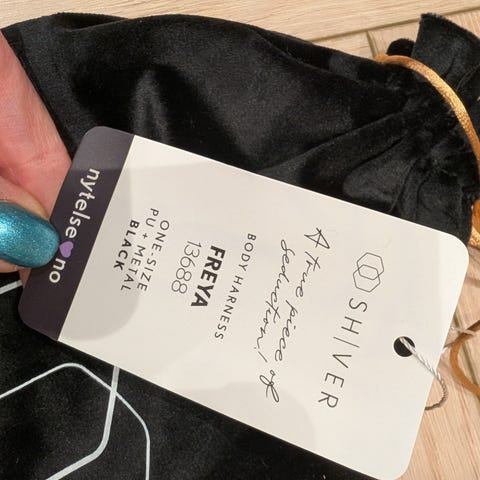 SHIVER
A true piece of
seduction!
BODY HARNESS
FREYA
13688
ONE-SIZE
PU + METAL
BLACK
nytelse no